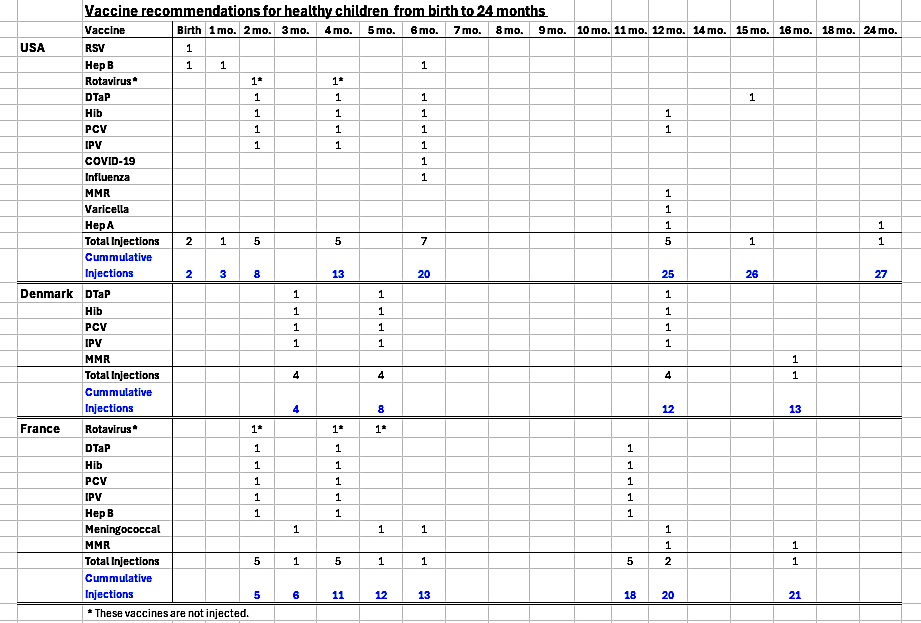 Vaccine recommendations for healthy children from birth to 24 months
Vaccine Birth 1 mo. 2 mo. 3 mo. 4 mo. 5 mo. 6 mo. 7 mo. 8 mo. 9 mo. 10 mo. 11 mo. 12 mo. 14 mo. 15 mo. 16 mo. 18 mo. 24 mo.
USA RSV 1
Hep B 1 1 1
Rotavirus* 1* 1*
DTaP 1 1 1 1
Hib 1 1 1 1
PCV 1 1 1 1
IPV 1 1 1
COVID-19 1
Influenza 1
MMR 1
Varicella 1
Hep A 1 1
Total Injections 2 1 5 5 7 5 1 1
Cummulative
Injections 2 3 8 13 20 25 26 27
Denmark DTaP 1 1 1
Hib 1 1 1
PCV 1 1 1
IPV 1 1 1
MMR 1
Total Injections 4 4 4 1
Cummulative
Injections 4 8 12 13
France Rotavirus* 1* 1* 1*
DTaP 1 1 1
Hib 1 1 1
PCV 1 1 1
IPV 1 1 1
Hep B 1 1 1
Meningococcal 1 1 1 1
MMR 1 1
Total Injections 5 1 5 1 1 5 2 1
Cummulative
Injections 5 6 11 12 13 18 20 21
* These vaccines are not injected.